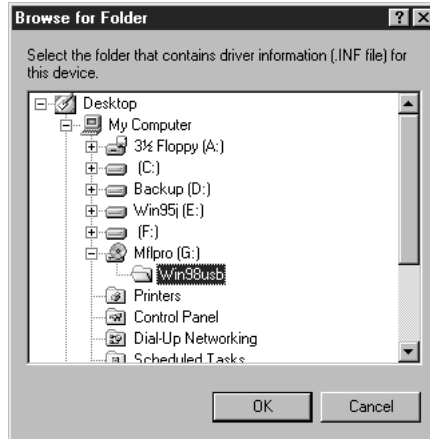 Browse for Folder
Select the folder that contains driver information (.INF file) for
this device.
Desktop
My Computer
3½ Floppy (A:)
(C:)
Backup (D:)
Win95j (E:)
(F:)
Mflpro (G:)
Win98usb
Printers
Control Panel
Dial-Up Networking
Scheduled Tasks
OK Cancel